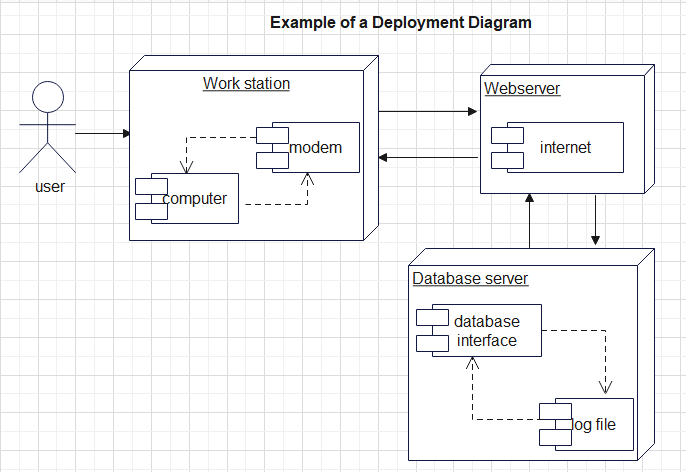 Example of a Deployment Diagram
Work station
modem
computer
user
Webserver
internet
Database server
database
interface
log file